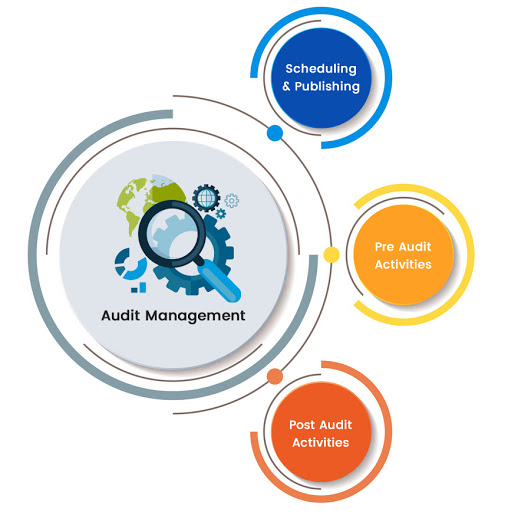 Scheduling
& Publishing
Audit Management
Pre Audit
Activities
Post Audit
Activities